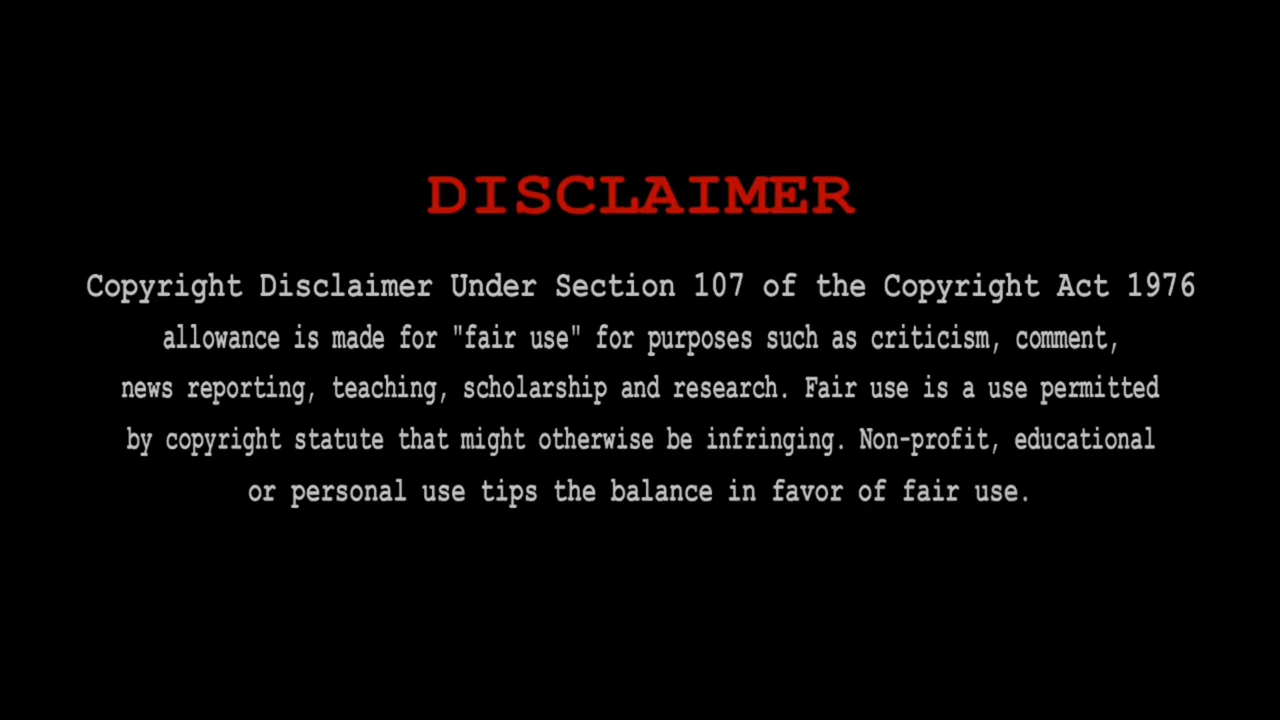 DISCLAIMER
Copyright Disclaimer Under Section 107 of the Copyright Act 1976
allowance is made for "fair use" for purposes such as criticism, comment,
news reporting, teaching, scholarship and research. Fair use is a use permitted
by copyright statute that might otherwise be infringing. Non-profit, educational
or personal use tips the balance in favor of fair use.